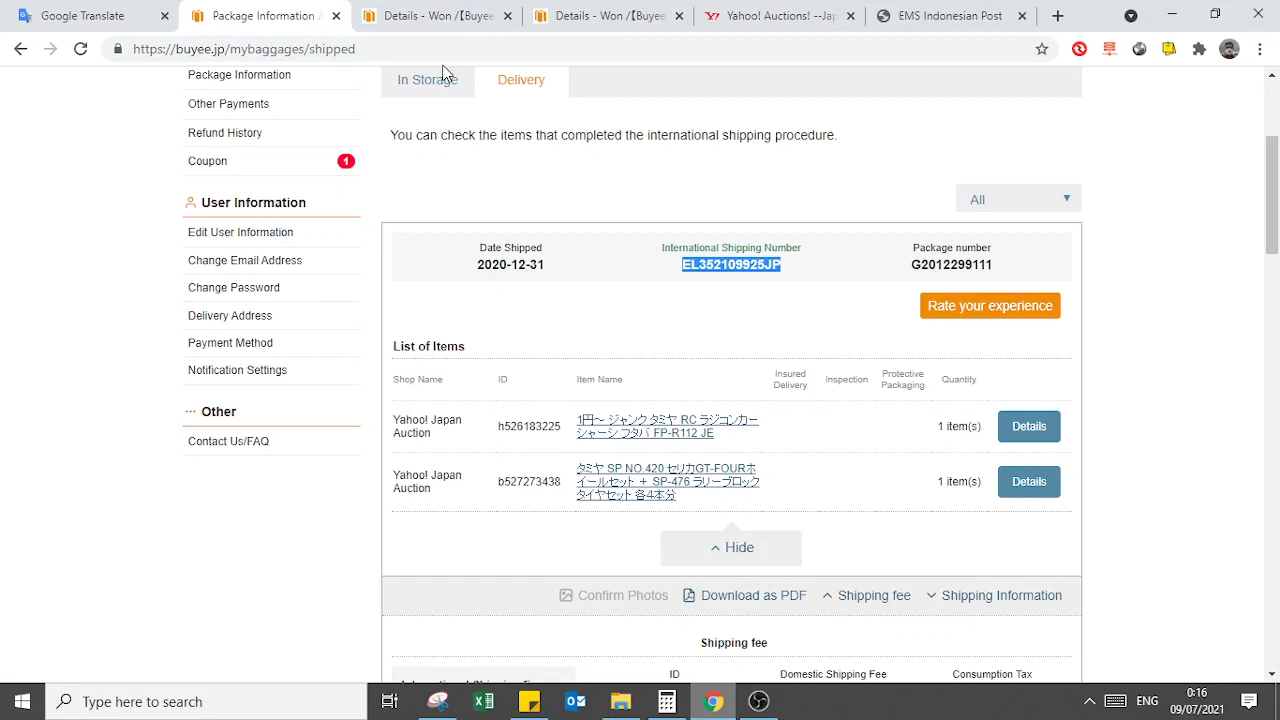 Google Translate
Package Information /
Details - Won /【Buyee
Details - Won /【Buyee
Yahoo! Auctions! --Jap
EMS Indonesian Post
https://buyee.jp/mybaggages/shipped
Package Information
Other Payments
Refund History
Coupon
1
User Information
Edit User Information
Change Email Address
Change Password
Delivery Address
Payment Method
Notification Settings
Other
Contact Us/FAQ
In Storage
Delivery
You can check the items that completed the international shipping procedure.
All
Date Shipped
2020-12-31
International Shipping Number
EL352109925JP
Package number
G2012299111
Rate your experience
List of Items
Shop Name
ID
Item Name
Insured
Delivery
Inspection
Protective
Packaging
Quantity
Yahoo! Japan
Auction
h526183225
1円～ ジャンク タミヤ RC ラジコンカー
シャーシ フタバ FP-R112 JE
1 item(s)
Details
Yahoo! Japan
Auction
b527273438
タミヤ SP NO.420 セリカGT-FOURホ
イールセット + SP-476 ラリーブロック
タイヤセット 各4本分
1 item(s)
Details
Hide
Confirm Photos
Download as PDF
Shipping fee
Shipping Information
Shipping fee
ID
Domestic Shipping Fee
Consumption Tax
Type here to search
ENG
0:16
09/07/2021